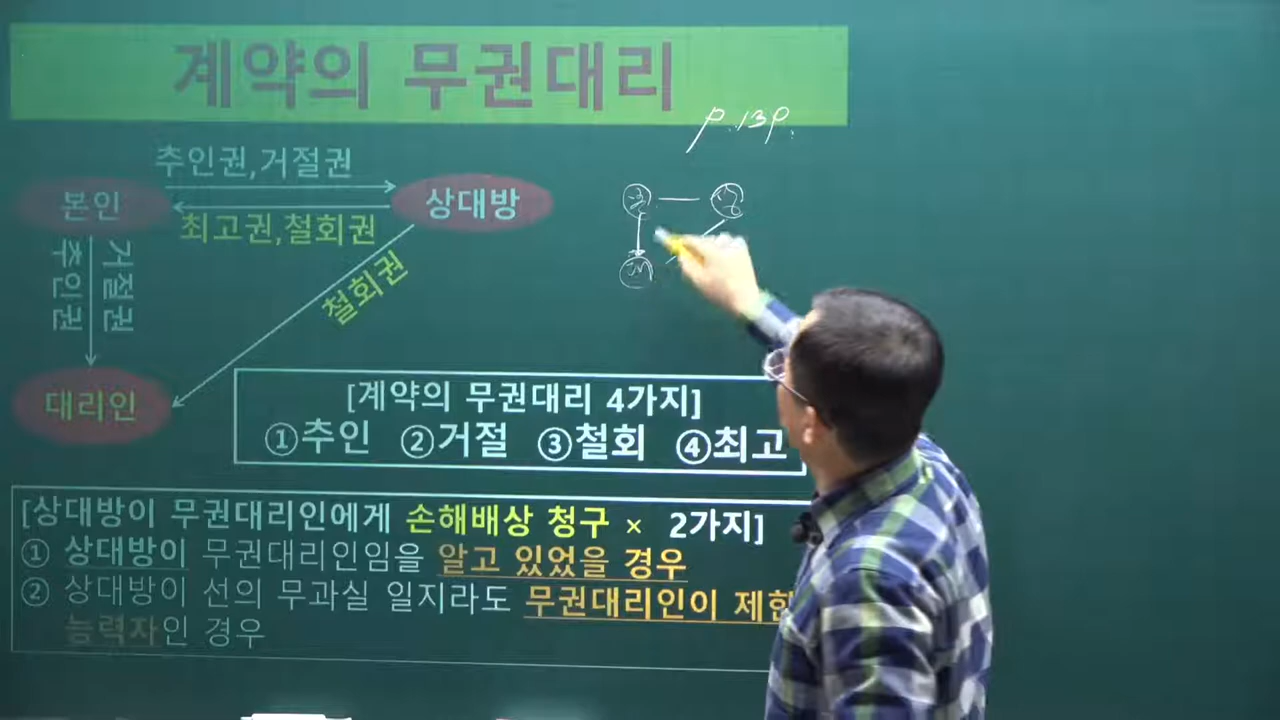 계약의 무권대리
p.13P.
추인권,거절권
본인
상대방
최고권,철회권
거절권
추인권
철회권
대리인
[계약의 무권대리 4가지]
①추인 ②거절 ③철회 ④최고
[상대방이 무권대리인에게 손해배상 청구 × 2가지]
① 상대방이 무권대리인임을 알고 있었을 경우
② 상대방이 선의 무과실 일지라도 무권대리인이 제한
능력자인 경우